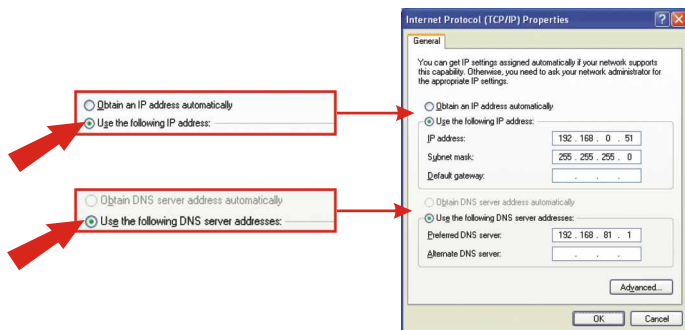 Internet Protocol (TCP/IP) Properties
General
You can get IP settings assigned automatically if your network supports
this capability. Otherwise, you need to ask your network administrator for
the appropriate IP settings.
Obtain an IP address automatically
Use the following IP address:
Obtain an IP address automatically
Use the following IP address:
IP address: 192 . 168 . 0 . 51
Subnet mask: 255 . 255 . 255 . 0
Default gateway: . . .
Obtain DNS server address automatically
Use the following DNS server addresses:
Obtain DNS server address automatically
Use the following DNS server addresses:
Preferred DNS server: 192 . 168 . 81 . 1
Alternate DNS server: . . .
Advanced...
OK Cancel